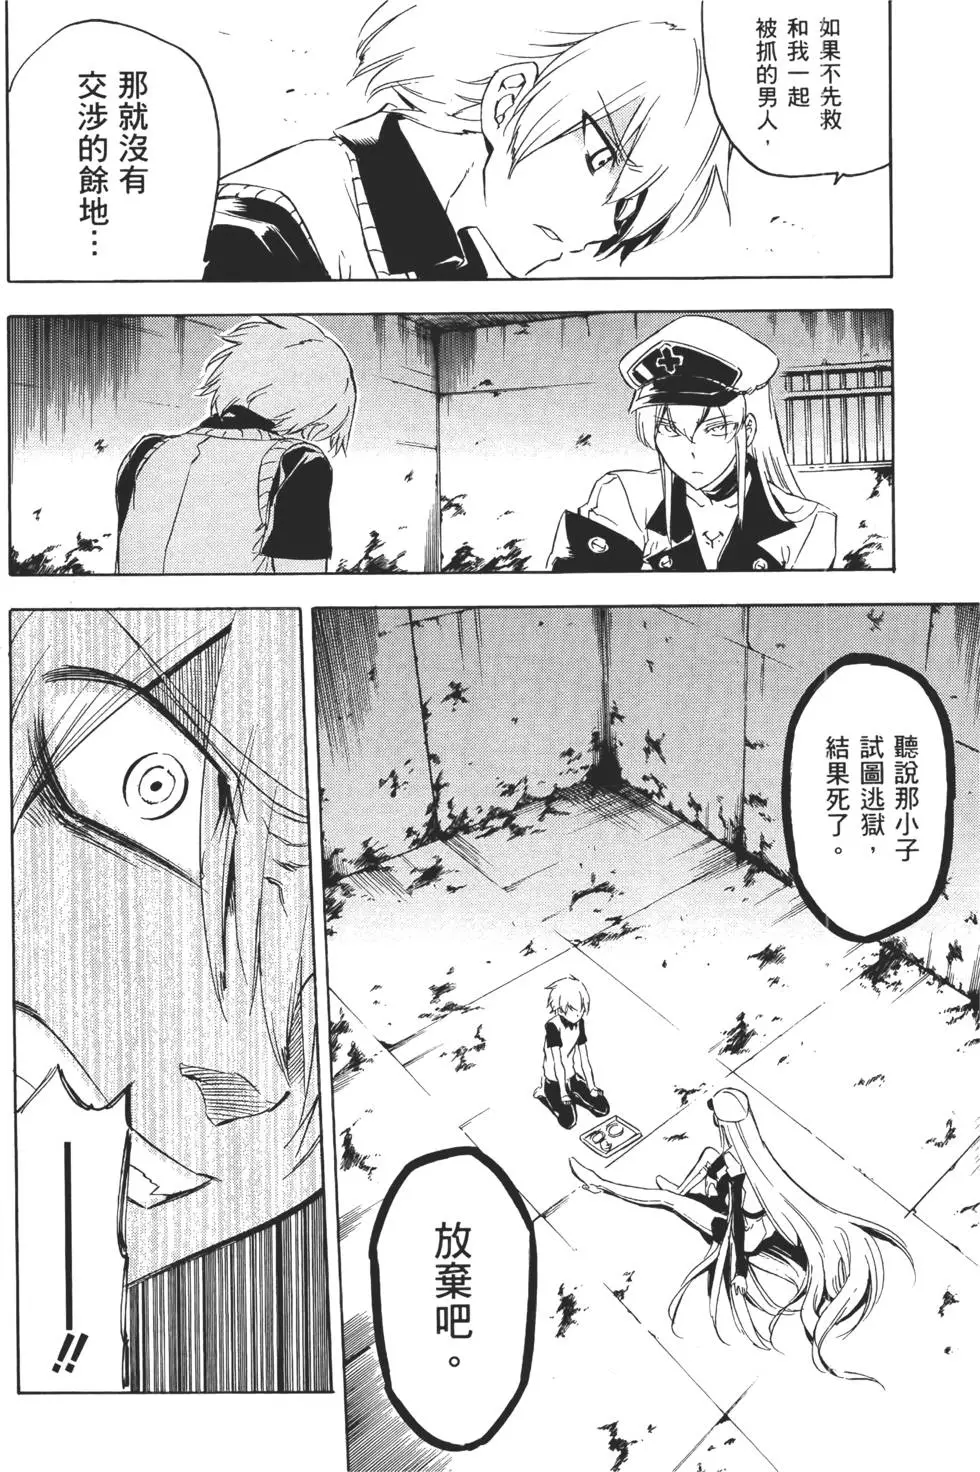 如果不先救
和我一起
被抓的男人，
那就沒有
交涉的餘地…
聽說那小子
試圖逃獄，
結果死了。
放棄吧。
——!!